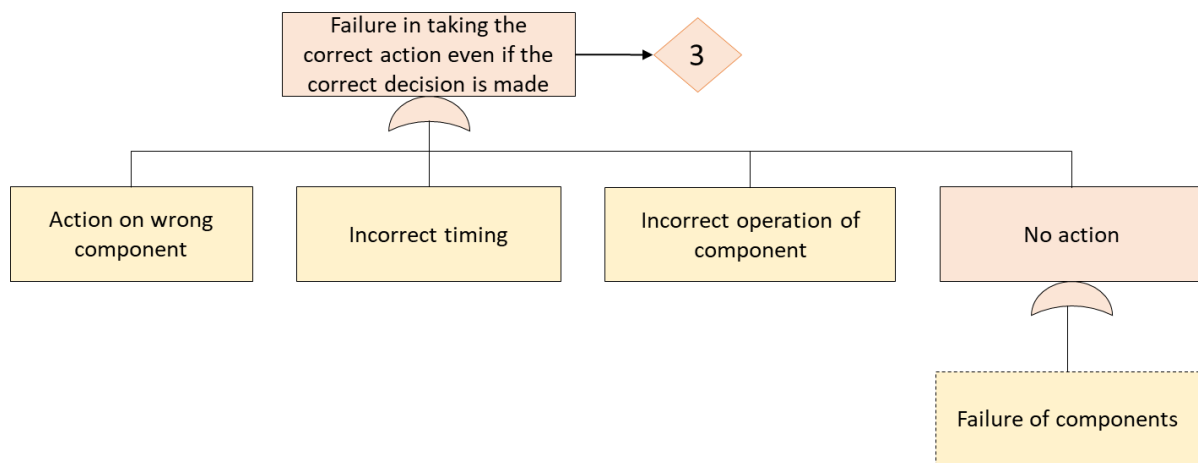 Failure in taking the
correct action even if the
correct decision is made
3
Action on wrong
component
Incorrect timing
Incorrect operation of
component
No action
Failure of components